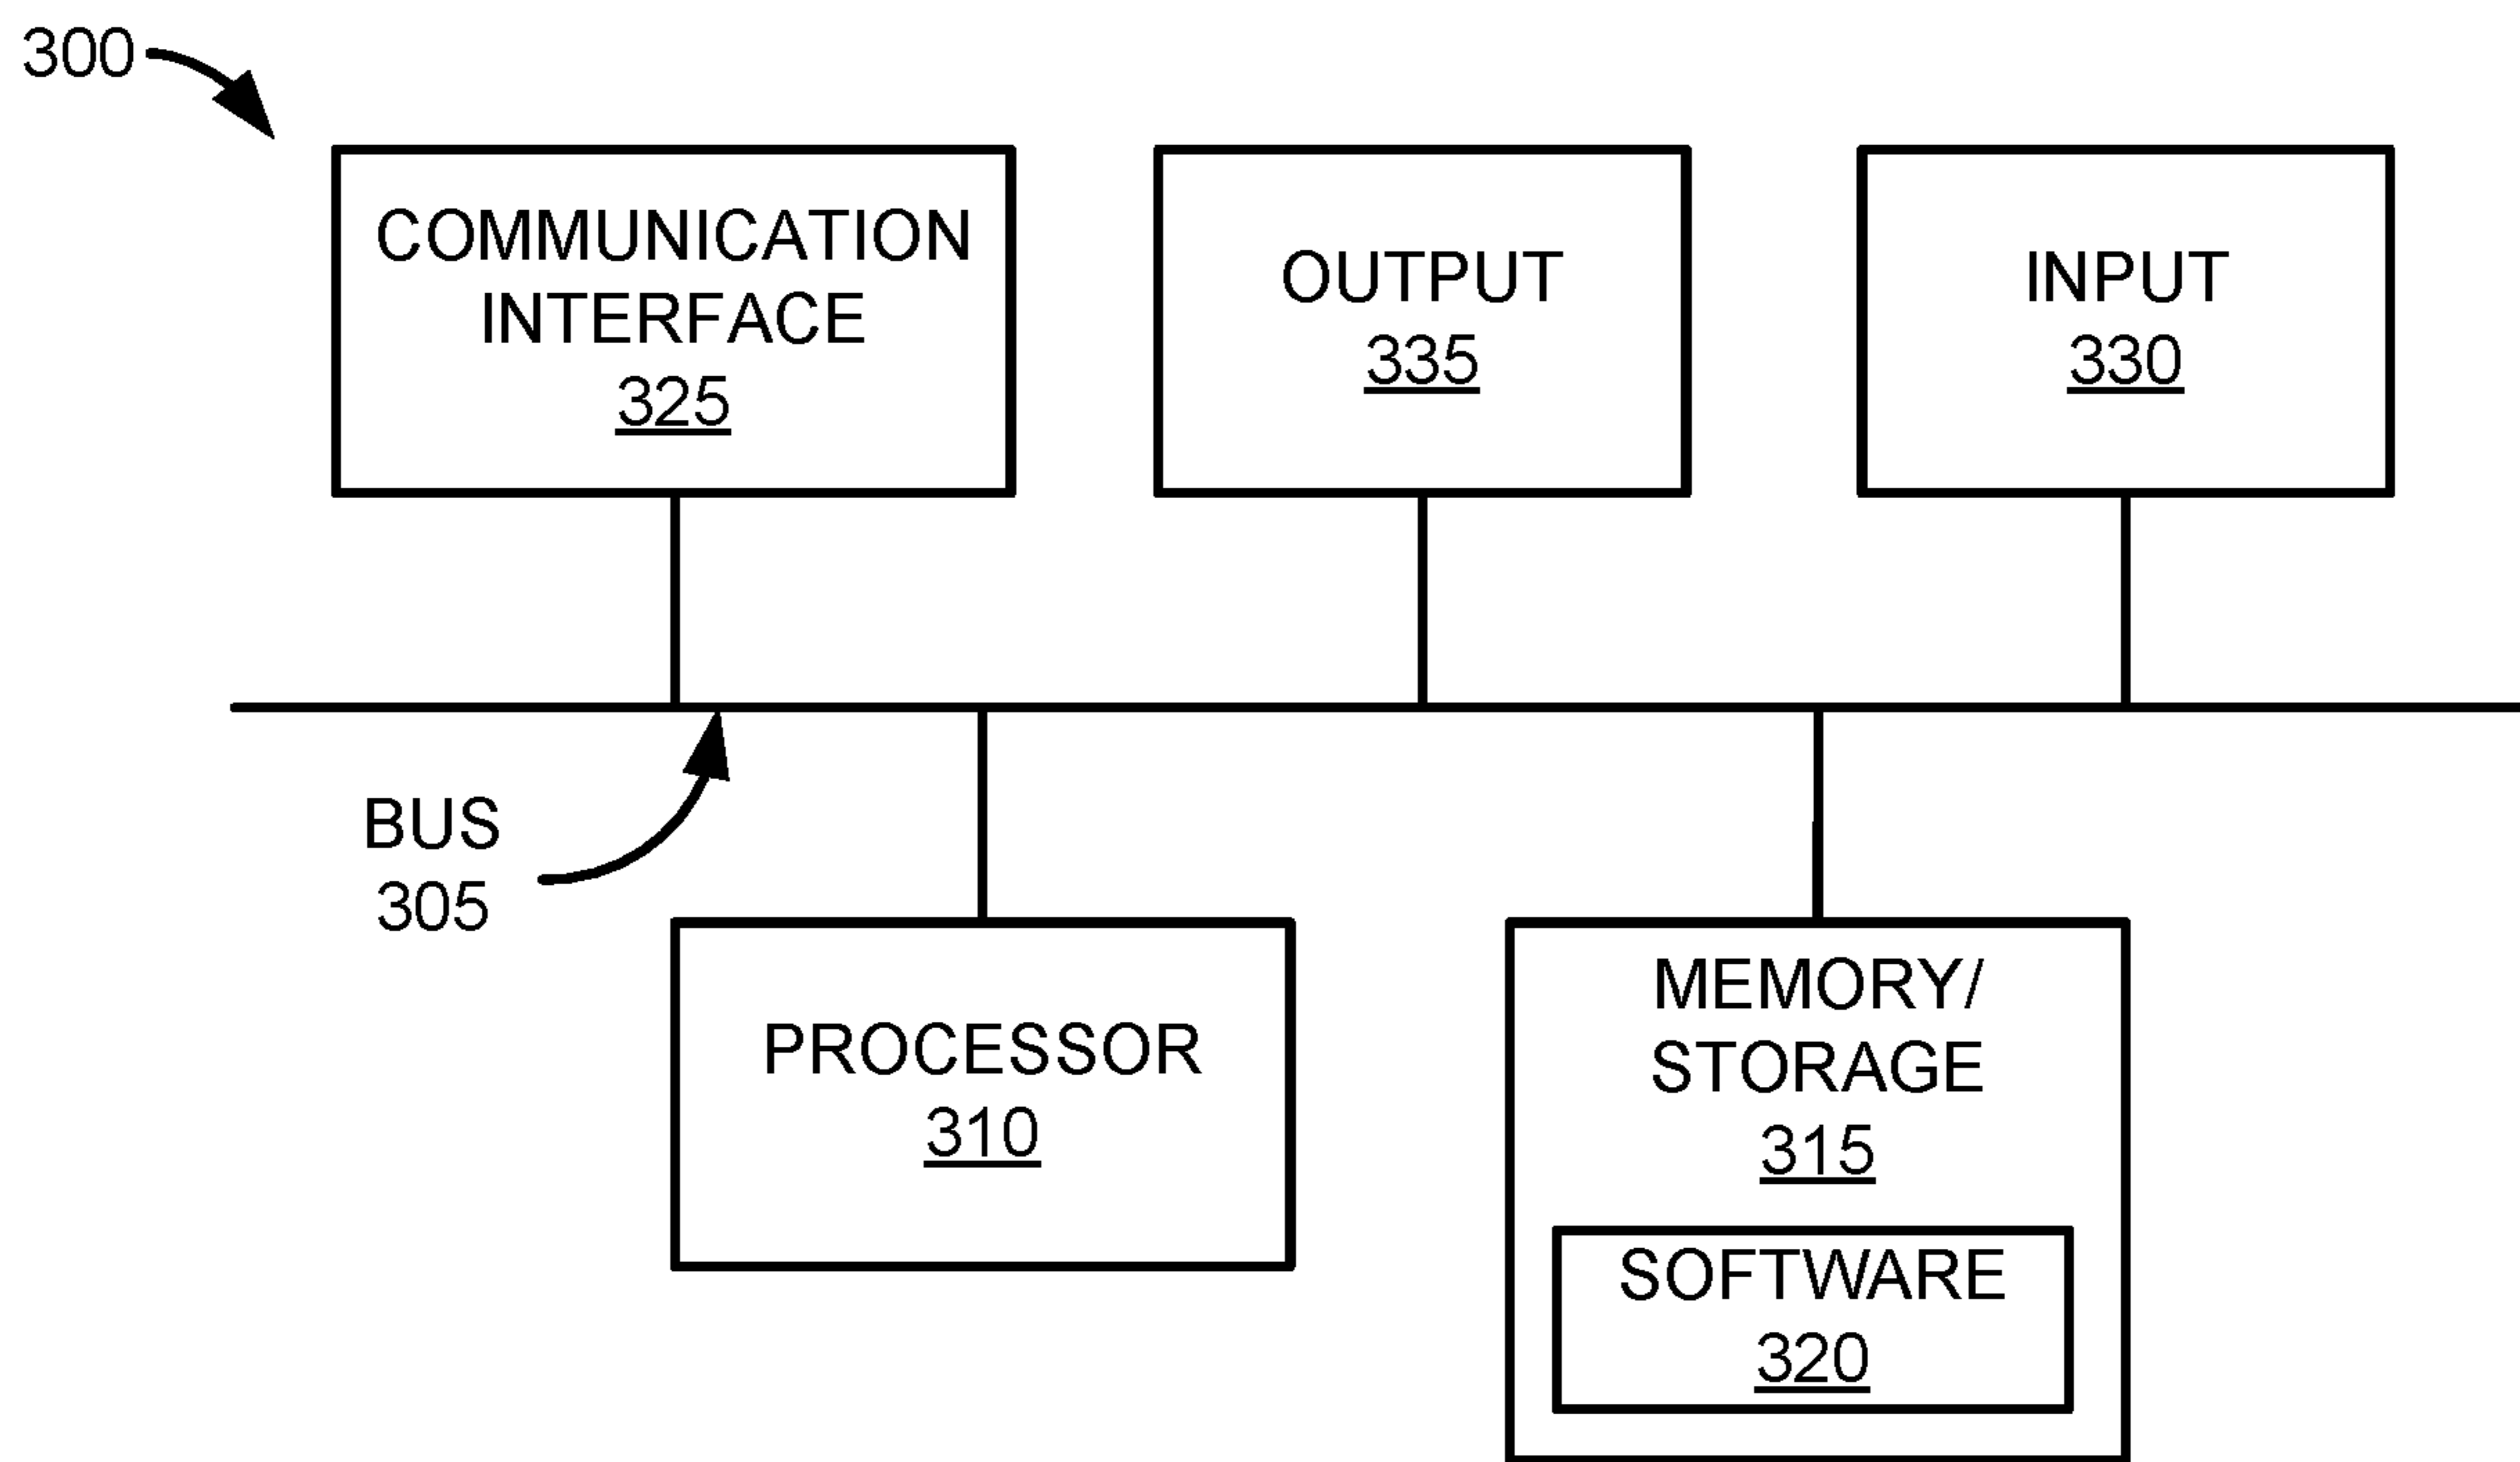 300
COMMUNICATION
INTERFACE
325
OUTPUT
335
INPUT
330
BUS
305
PROCESSOR
310
MEMORY/
STORAGE
315
SOFTWARE
320